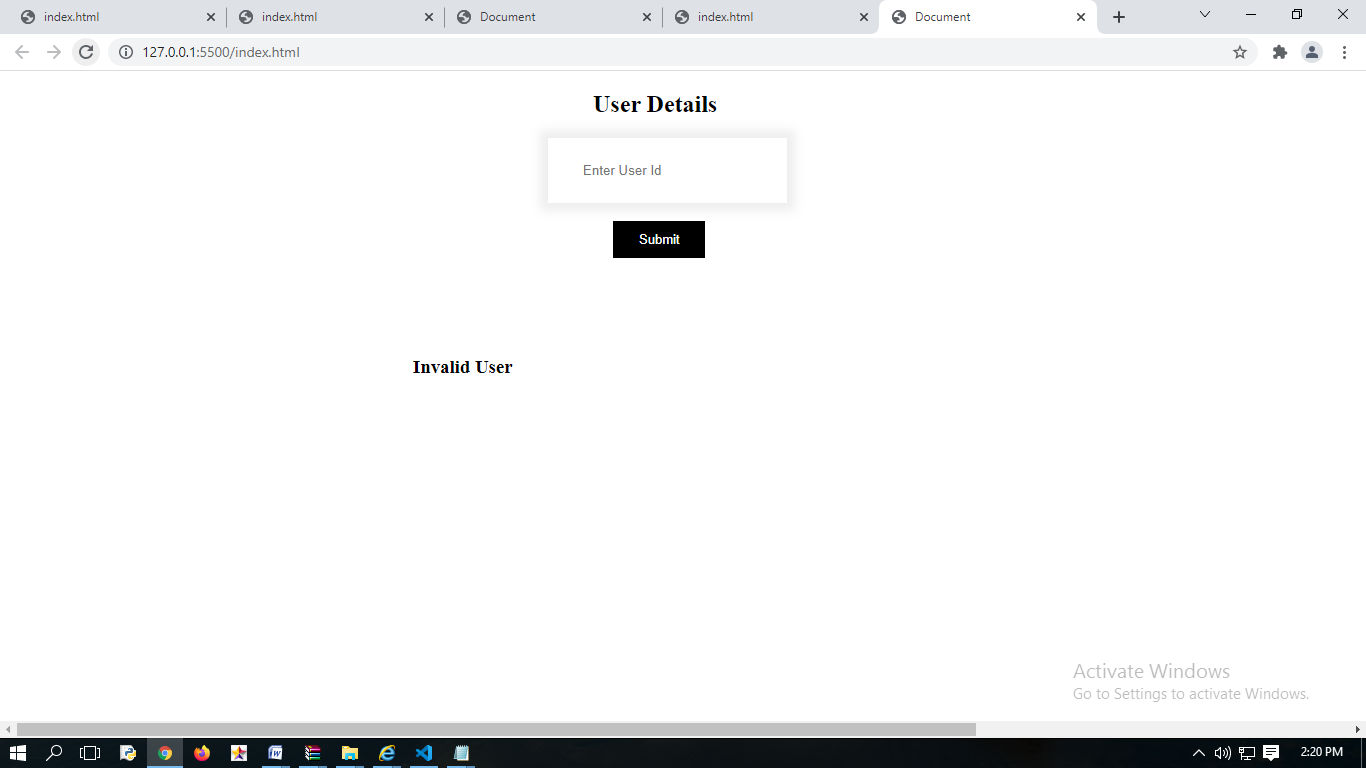 index.html
index.html
Document
index.html
Document
127.0.0.1:5500/index.html
User Details
Enter User Id
Submit
Invalid User
Activate Windows
Go to Settings to activate Windows.
2:20 PM